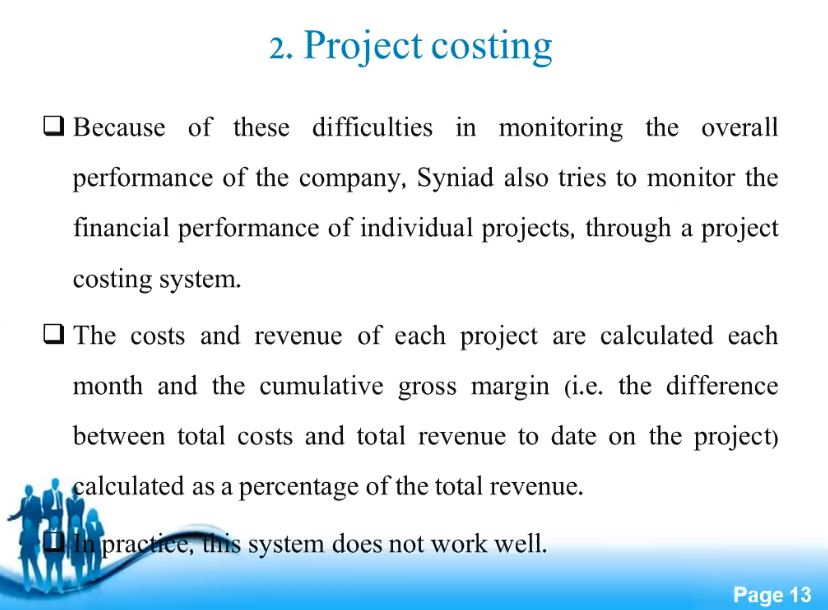 2. Project costing
❑ Because of these difficulties in monitoring the overall
performance of the company, Syniad also tries to monitor the
financial performance of individual projects, through a project
costing system.
❑ The costs and revenue of each project are calculated each
month and the cumulative gross margin (i.e. the difference
between total costs and total revenue to date on the project)
calculated as a percentage of the total revenue.
❑ In practice, this system does not work well.
Page 13